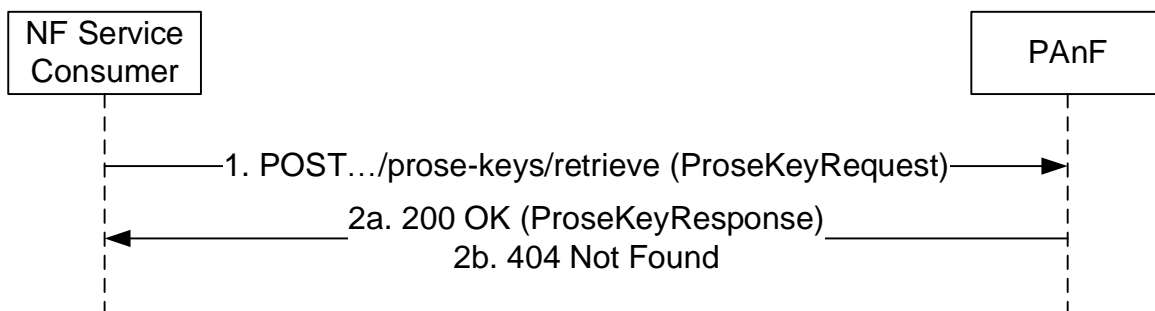 NF Service
Consumer
PAnF
1. POST…/prose-keys/retrieve (ProseKeyRequest)
2a. 200 OK (ProseKeyResponse)
2b. 404 Not Found